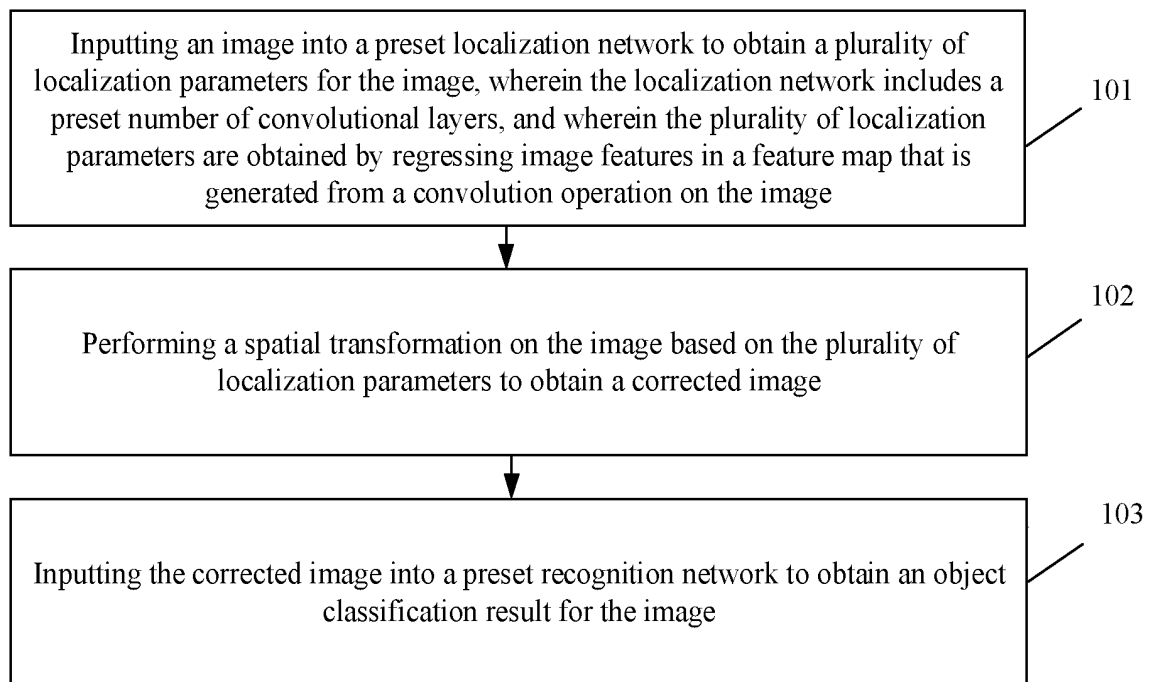 Inputting an image into a preset localization network to obtain a plurality of
localization parameters for the image, wherein the localization network includes a
preset number of convolutional layers, and wherein the plurality of localization
parameters are obtained by regressing image features in a feature map that is
generated from a convolution operation on the image
101
Performing a spatial transformation on the image based on the plurality of
localization parameters to obtain a corrected image
102
Inputting the corrected image into a preset recognition network to obtain an object
classification result for the image
103